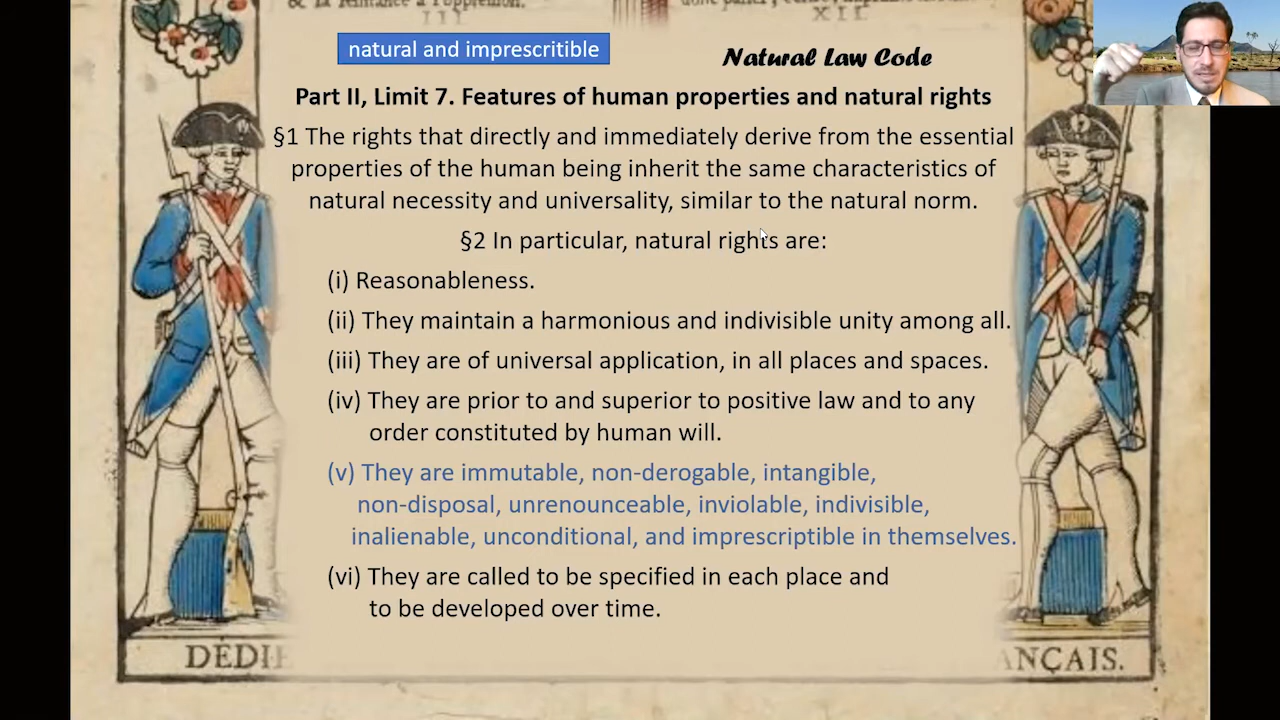 & la résistance à l'oppression.
III
XII
natural and imprescritible
Natural Law Code
Part II, Limit 7. Features of human properties and natural rights
§1 The rights that directly and immediately derive from the essential
properties of the human being inherit the same characteristics of
natural necessity and universality, similar to the natural norm.
§2 In particular, natural rights are:
(i) Reasonableness.
(ii) They maintain a harmonious and indivisible unity among all.
(iii) They are of universal application, in all places and spaces.
(iv) They are prior to and superior to positive law and to any
order constituted by human will.
(v) They are immutable, non-derogable, intangible,
non-disposal, unrenounceable, inviolable, indivisible,
inalienable, unconditional, and imprescriptible in themselves.
(vi) They are called to be specified in each place and
to be developed over time.
DÉDIE
ANÇAIS.